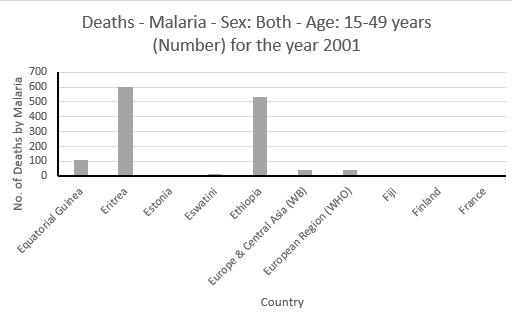 Deaths - Malaria - Sex: Both - Age: 15-49 years
(Number) for the year 2001
No. of Deaths by Malaria
700
600
500
400
300
200
100
0
Equatorial Guinea
Eritrea
Estonia
Eswatini
Ethiopia
Europe & Central Asia (WB)
European Region (WHO)
Fiji
Finland
France
Country